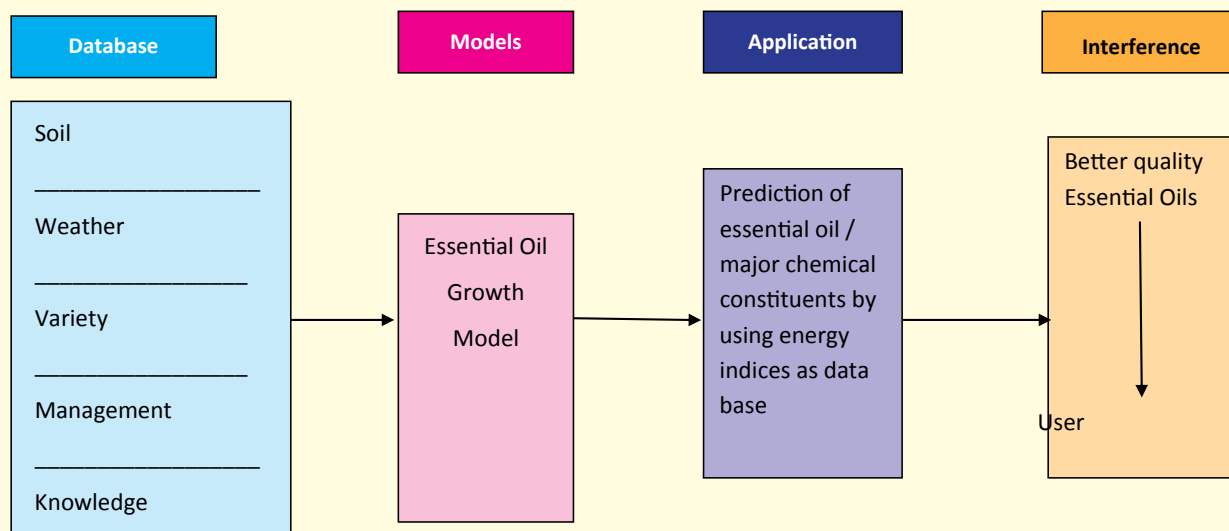 Database
Models
Application
Interference
Soil
Weather
Variety
Management
Knowledge
Essential Oil
Growth
Model
Prediction of
essential oil /
major chemical
constituents by
using energy
indices as data
base
Better quality
Essential Oils
User